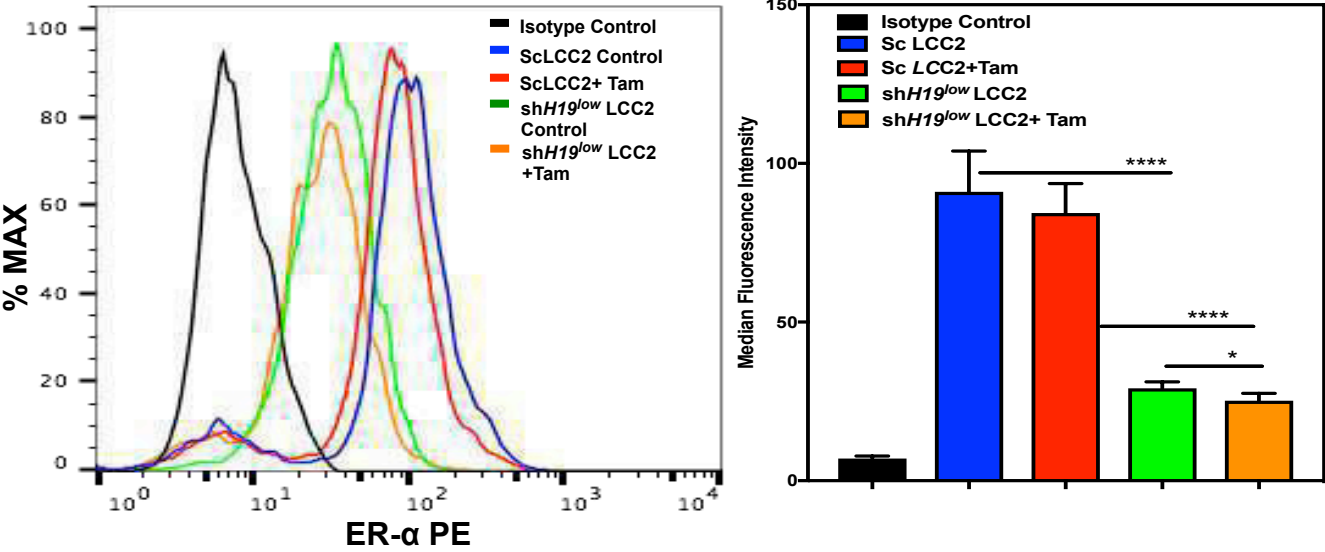 % MAX
100
80
60
40
20
0
10^0
10^1
10^2
10^3
10^4
ER-α PE
Isotype Control
ScLCC2 Control
ScLCC2+ Tam
shH19^low LCC2
Control
shH19^low LCC2
+Tam
Median Fluorescence Intensity
150
100
50
0
Isotype Control
Sc LCC2
Sc LCC2+Tam
shH19^low LCC2
shH19^low LCC2+ Tam
****
****
*